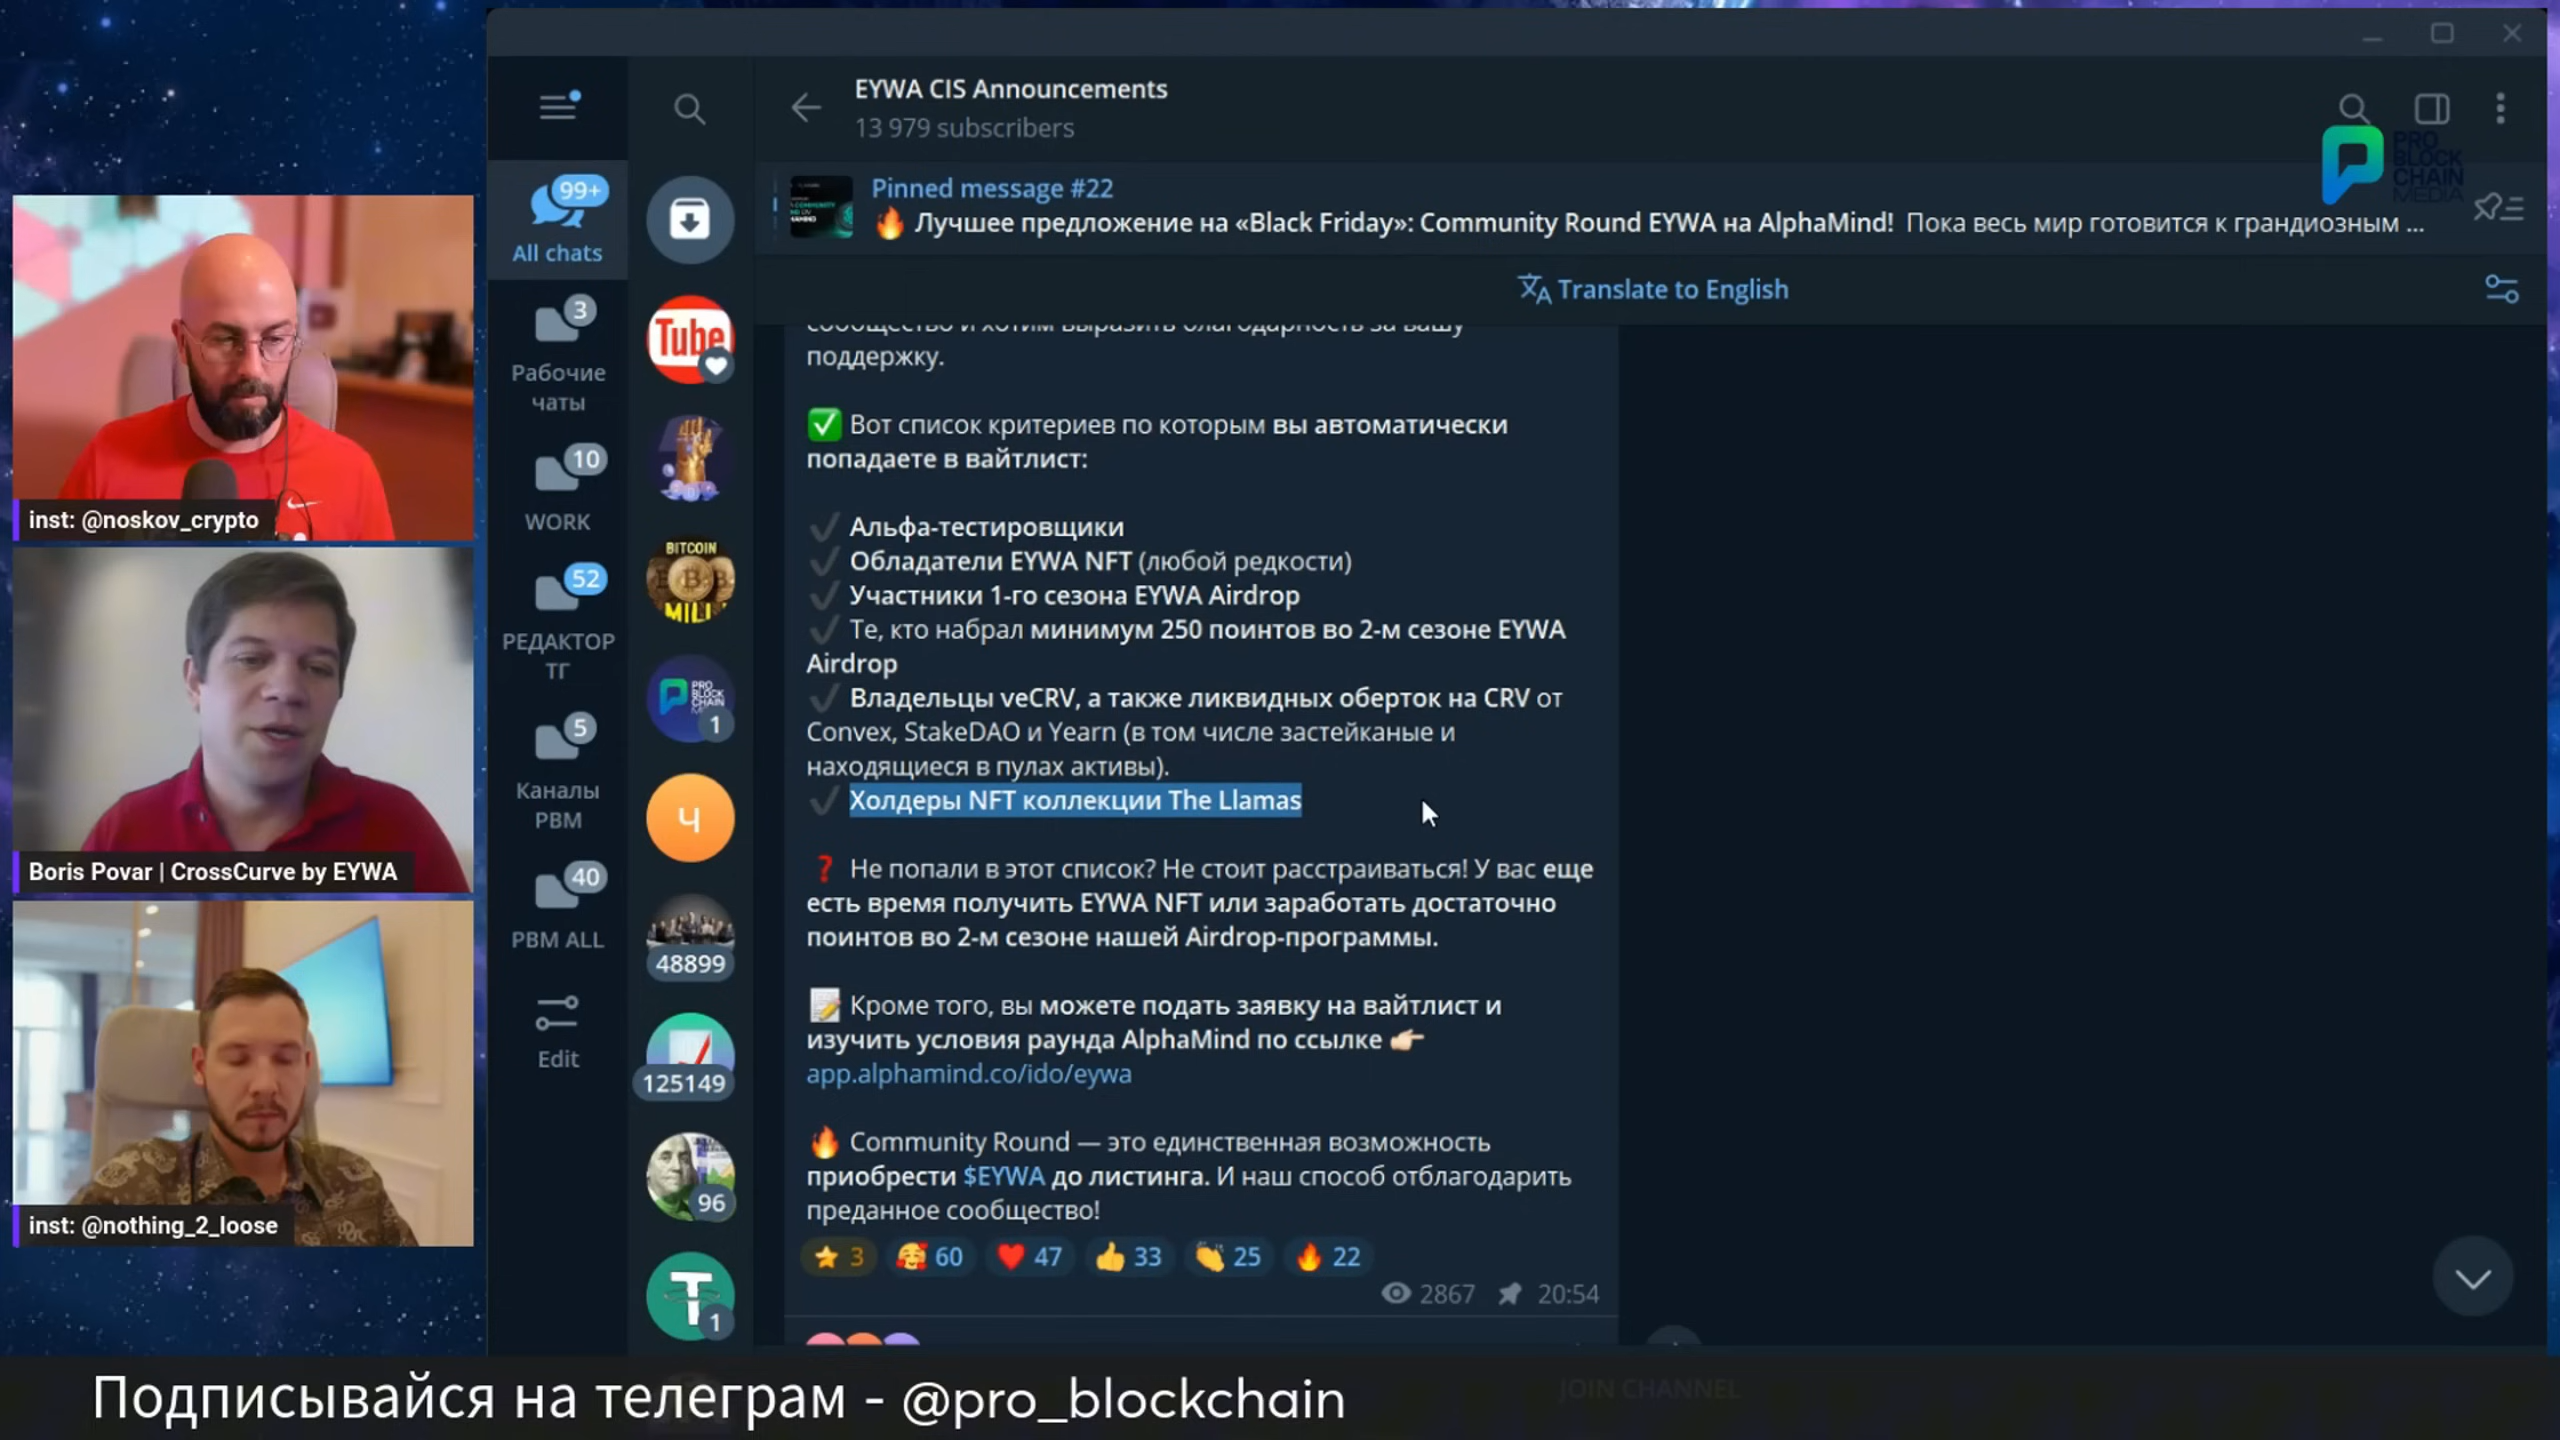 EYWA CIS Announcements
13 979 subscribers
Pinned message #22
🔥 Лучшее предложение на «Black Friday»: Community Round EYWA на AlphaMind! Пока весь мир готовится к грандиозным ...
PRO
BLOCK
CHAIN
MEDIA
Translate to English
99+
All chats
3
Рабочие
чаты
10
WORK
52
РЕДАКТОР
ТГ
5
Каналы
PBM
40
PBM ALL
Edit
Tube
BITCOIN
PRO
BLOCK
CHAIN
1
Ч
48899
125149
96
1
сообщество и хотим выразить благодарность за вашу
поддержку.
✅ Вот список критериев по которым вы автоматически
попадаете в вайтлист:
✔ Альфа-тестировщики
✔ Обладатели EYWA NFT (любой редкости)
✔ Участники 1-го сезона EYWA Airdrop
✔ Те, кто набрал минимум 250 поинтов во 2-м сезоне EYWA
Airdrop
✔ Владельцы veCRV, а также ликвидных оберток на CRV от
Convex, StakeDAO и Yearn (в том числе застейканые и
находящиеся в пулах активы).
✔ Холдеры NFT коллекции The Llamas
❓ Не попали в этот список? Не стоит расстраиваться! У вас еще
есть время получить EYWA NFT или заработать достаточно
поинтов во 2-м сезоне нашей Airdrop-программы.
📝 Кроме того, вы можете подать заявку на вайтлист и
изучить условия раунда AlphaMind по ссылке 👉
app.alphamind.co/ido/eywa
🔥 Community Round — это единственная возможность
приобрести $EYWA до листинга. И наш способ отблагодарить
преданное сообщество!
⭐ 3 🥰 60 ❤ 47 👍 33 👏 25 🔥 22
2867 20:54
JOIN CHANNEL
inst: @noskov_crypto
Boris Povar | CrossCurve by EYWA
inst: @nothing_2_loose
Подписывайся на телеграм - @pro_blockchain